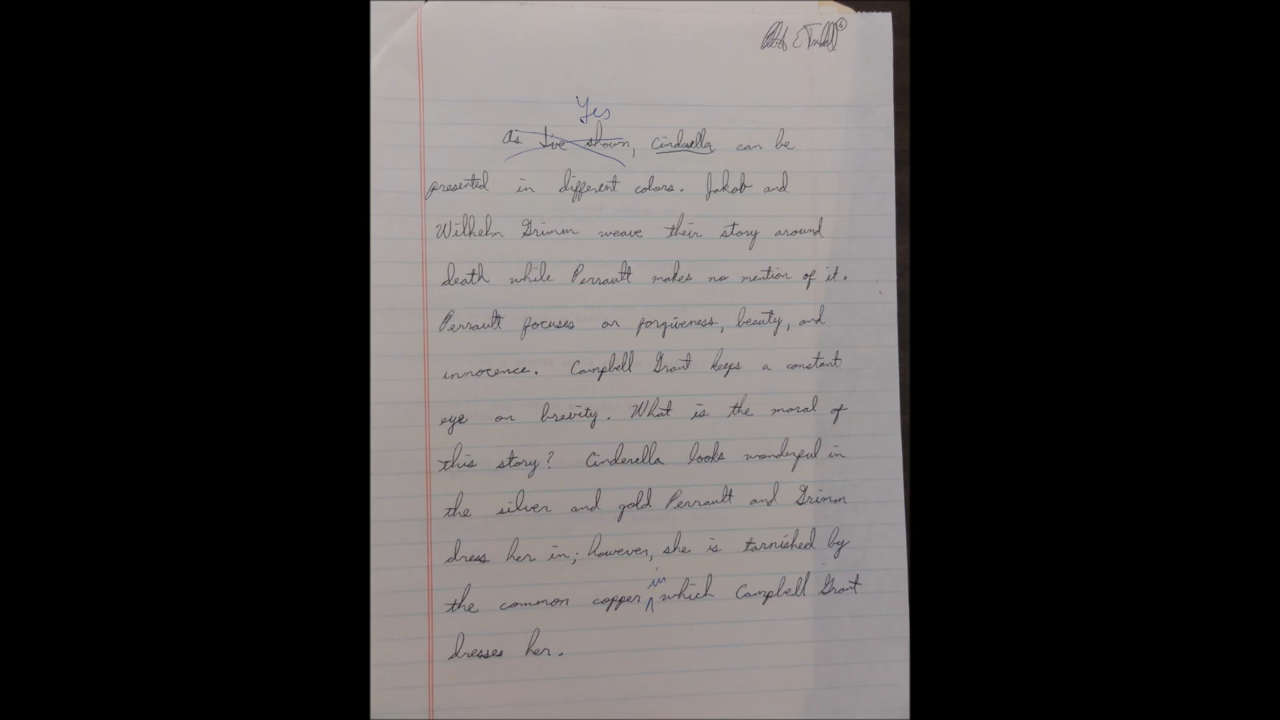 Yes
As I've shown, Cinderella can be
presented in different colors. Jakob and
Wilhelm Grimm weave their story around
death while Perrault makes no mention of it.
Perrault focuses on forgiveness, beauty, and
innocence. Campbell Grant keeps a constant
eye on brevity. What is the moral of
this story? Cinderella looks wonderful in
the silver and gold Perrault and Grimm
dress her in; however, she is tarnished by
in
the common copper which Campbell Grant
dresses her.